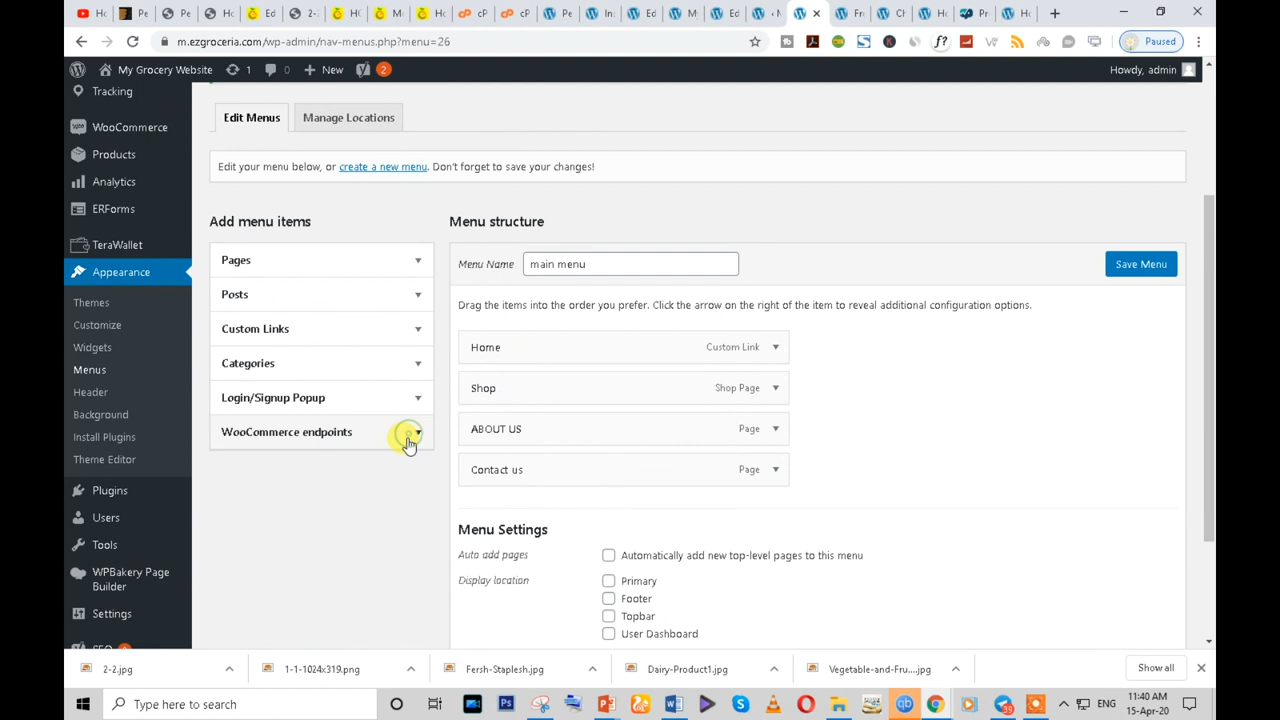 m.ezgroceria.com/wp-admin/nav-menus.php?menu=26
Paused
My Grocery Website
1
0
New
2
Howdy, admin
Tracking
WooCommerce
Products
Analytics
ERForms
TeraWallet
Appearance
Themes
Customize
Widgets
Menus
Header
Background
Install Plugins
Theme Editor
Plugins
Users
Tools
WPBakery Page
Builder
Settings
SEO
Edit Menus
Manage Locations
Edit your menu below, or create a new menu. Don't forget to save your changes!
Add menu items
Pages
Posts
Custom Links
Categories
Login/Signup Popup
WooCommerce endpoints
Menu structure
Menu Name main menu
Save Menu
Drag the items into the order you prefer. Click the arrow on the right of the item to reveal additional configuration options.
Home Custom Link
Shop Shop Page
ABOUT US Page
Contact us Page
Menu Settings
Auto add pages Automatically add new top-level pages to this menu
Display location Primary
Footer
Topbar
User Dashboard
2-2.jpg
1-1-1024x319.png
Fersh-Staplesh.jpg
Dairy-Product1.jpg
Vegetable-and-Fru....jpg
Show all
Type here to search
ENG
11:40 AM
15-Apr-20